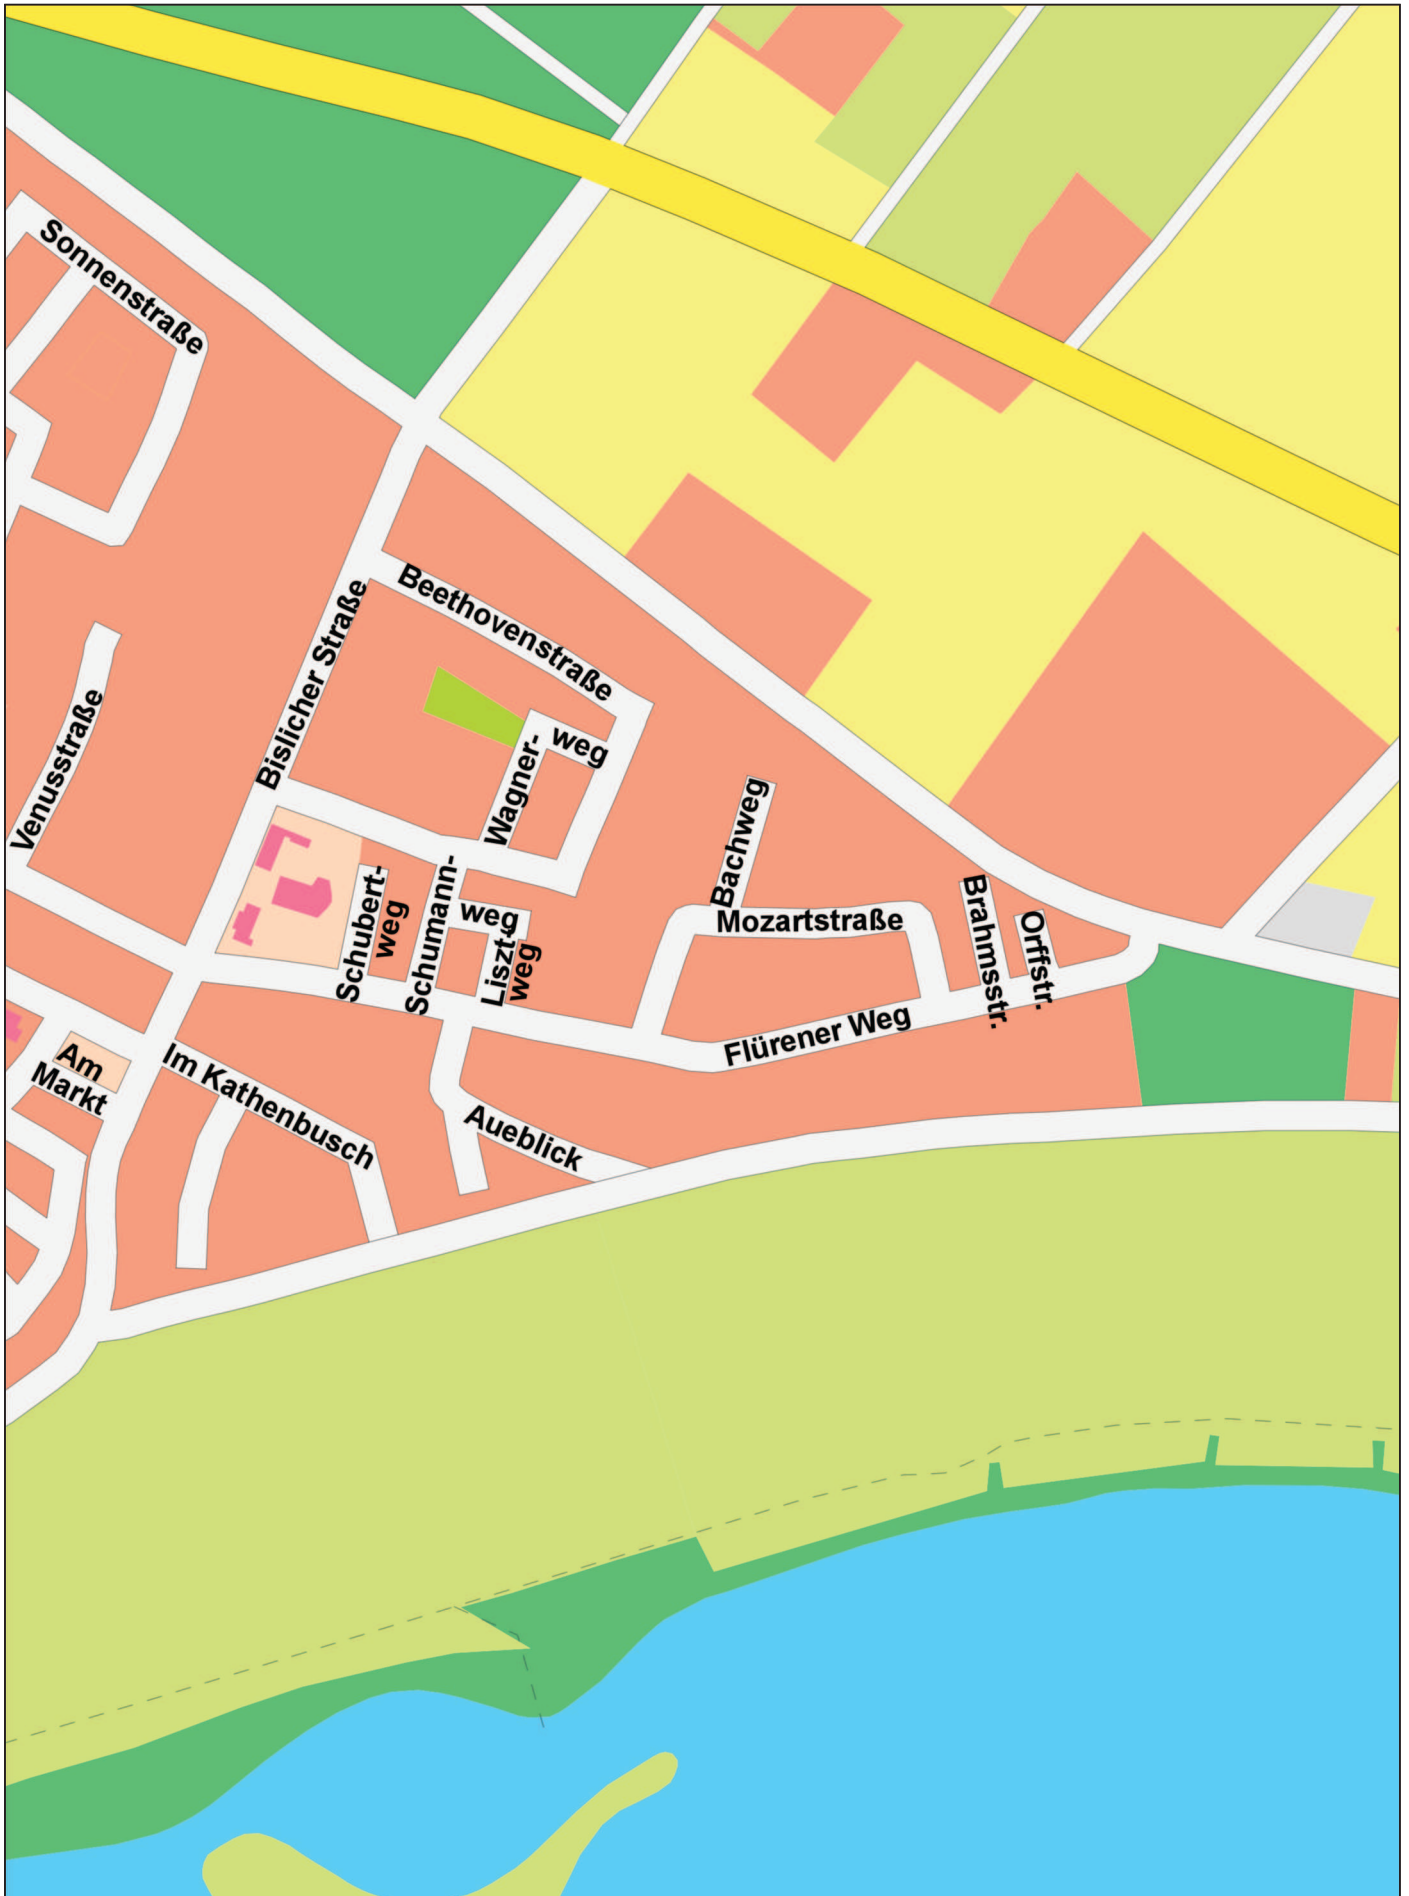 Sonnenstraße
Beethovenstraße
Bislicher Straße
Venusstraße
Wagner-
weg
Bachweg
Schubert-
weg
Schumann-
weg
Liszt-
weg
Mozartstraße
Brahmsstr.
Orffstr.
Flürener Weg
Am
Markt
Im Kathenbusch
Aueblick